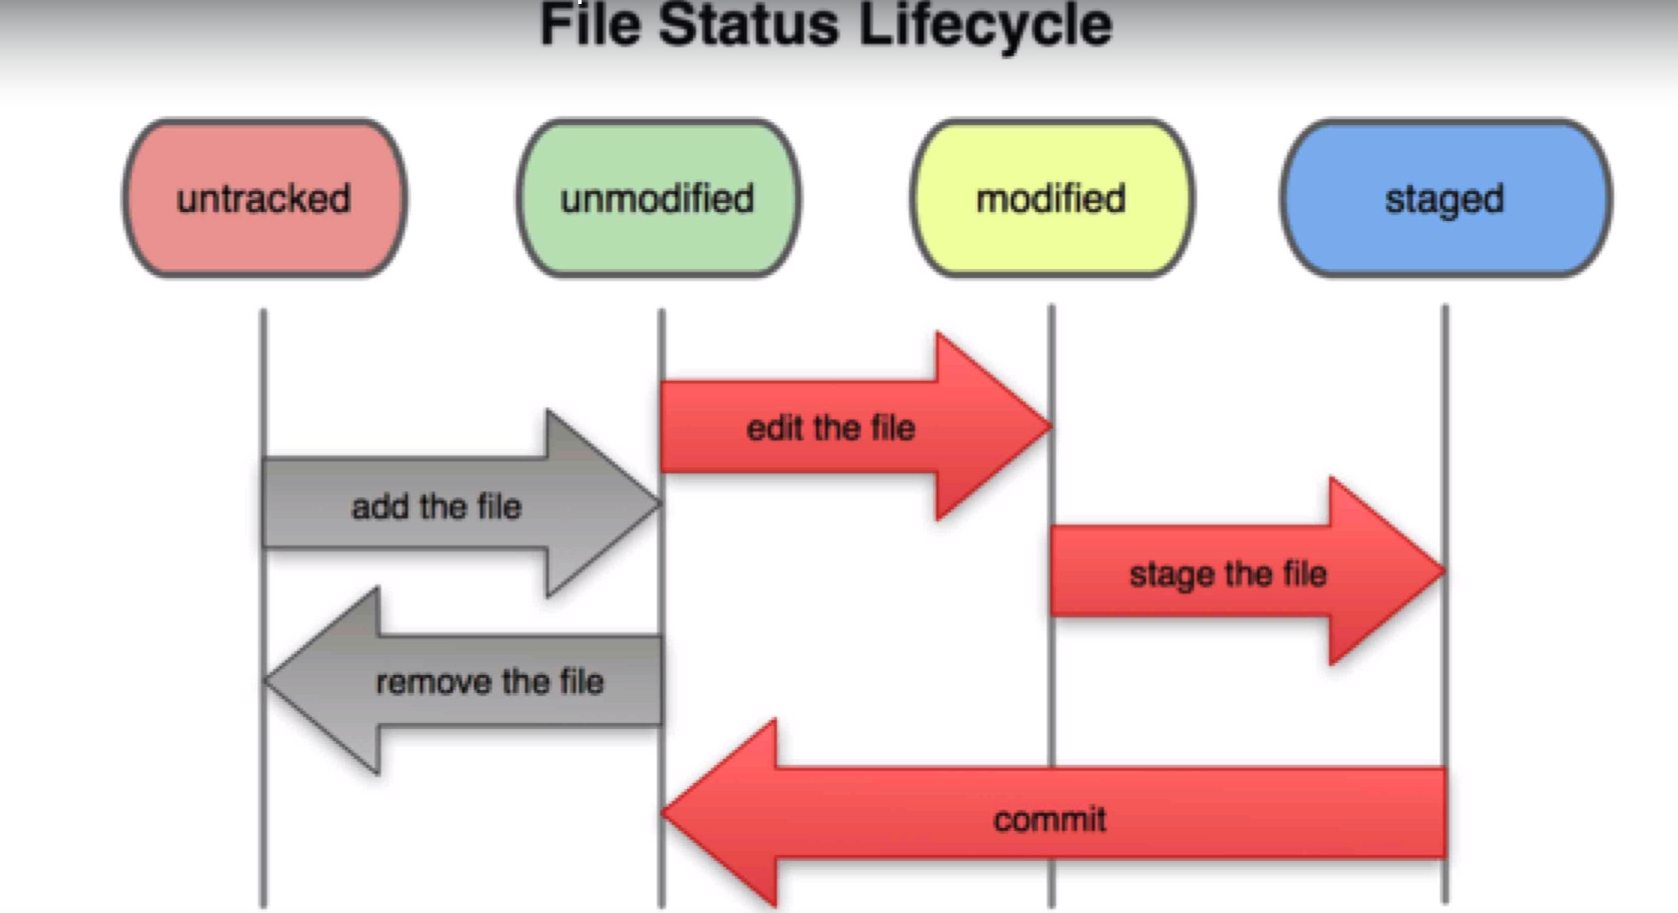 File Status Lifecycle
untracked
unmodified
modified
staged
edit the file
add the file
stage the file
remove the file
commit